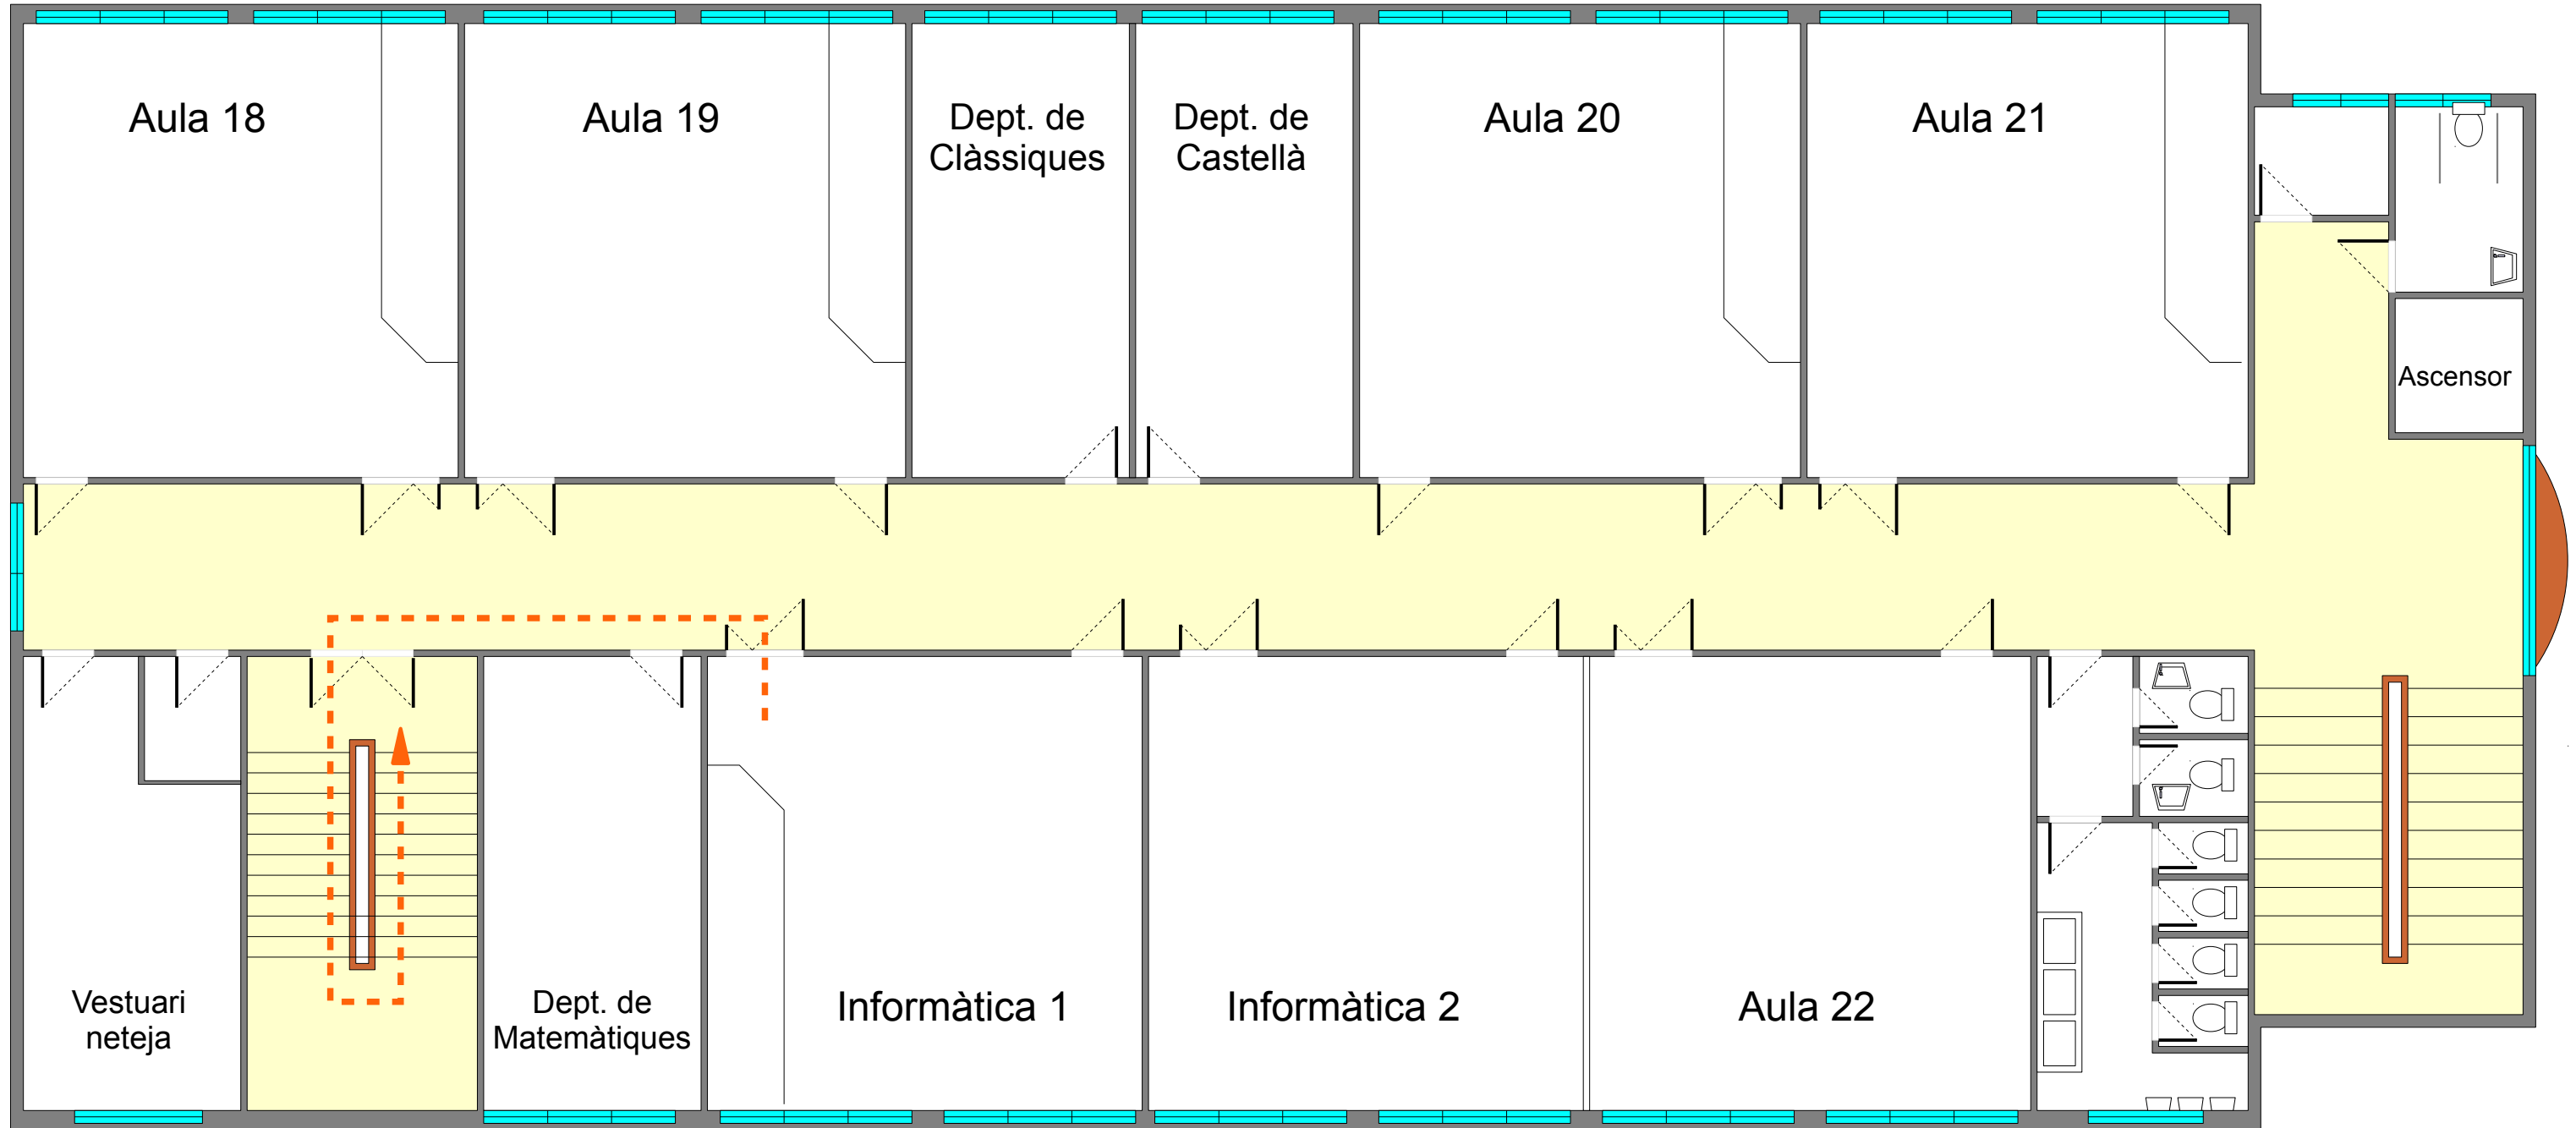 Aula 18
Aula 19
Dept. de
Clàssiques
Dept. de
Castellà
Aula 20
Aula 21
Ascensor
Vestuari
neteja
Dept. de
Matemàtiques
Informàtica 1
Informàtica 2
Aula 22